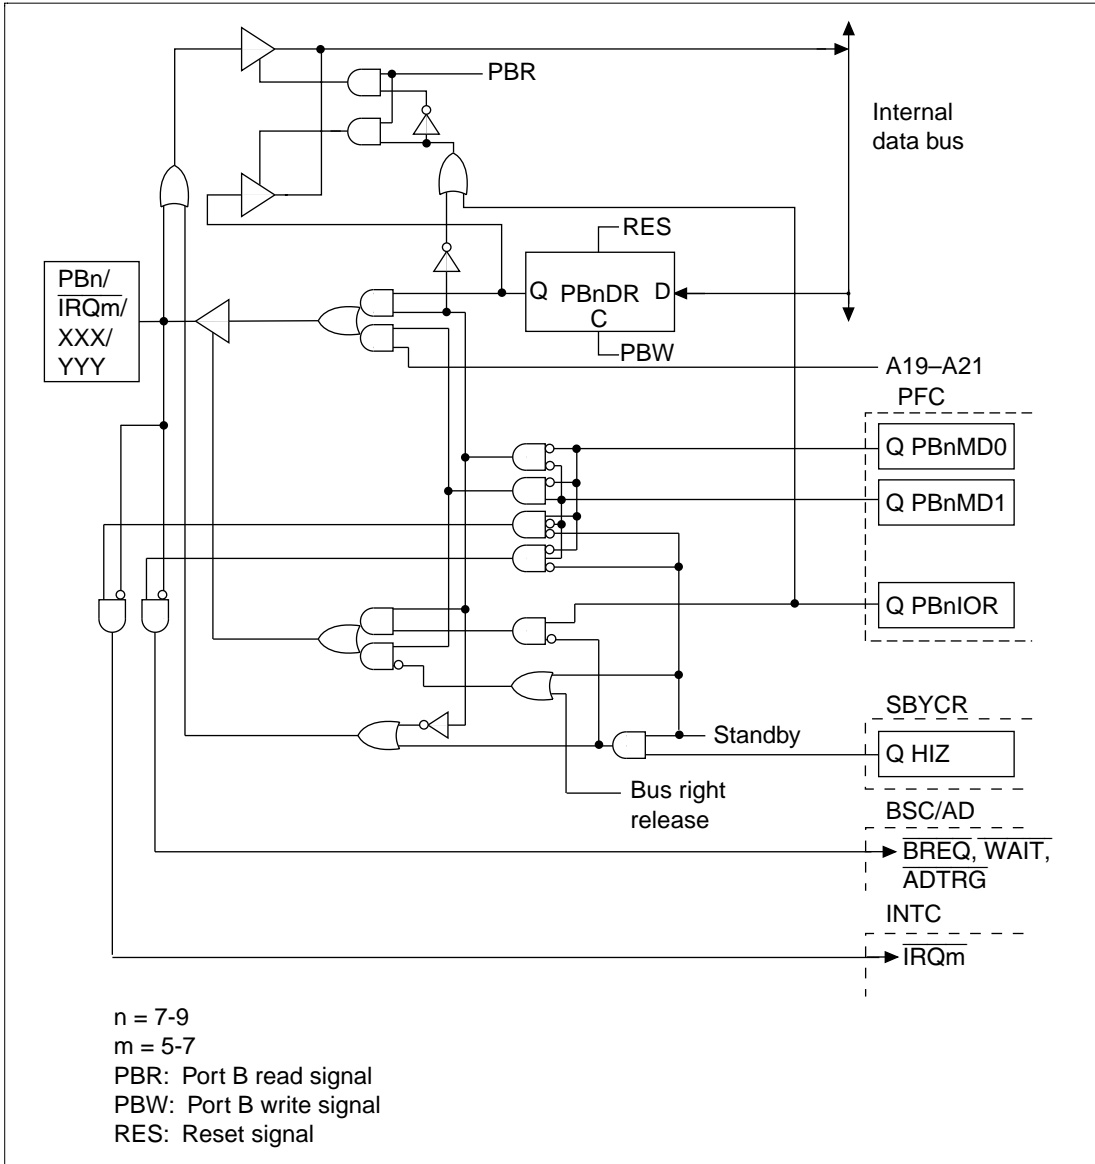 PBR
Internal
data bus
RES
PBn/
IRQm/
XXX/
YYY
Q PBnDR D
C
PBW
A19–A21
PFC
Q PBnMD0
Q PBnMD1
Q PBnIOR
SBYCR
Standby
Q HIZ
Bus right
release
BSC/AD
BREQ, WAIT,
ADTRG
INTC
IRQm
n = 7-9
m = 5-7
PBR: Port B read signal
PBW: Port B write signal
RES: Reset signal